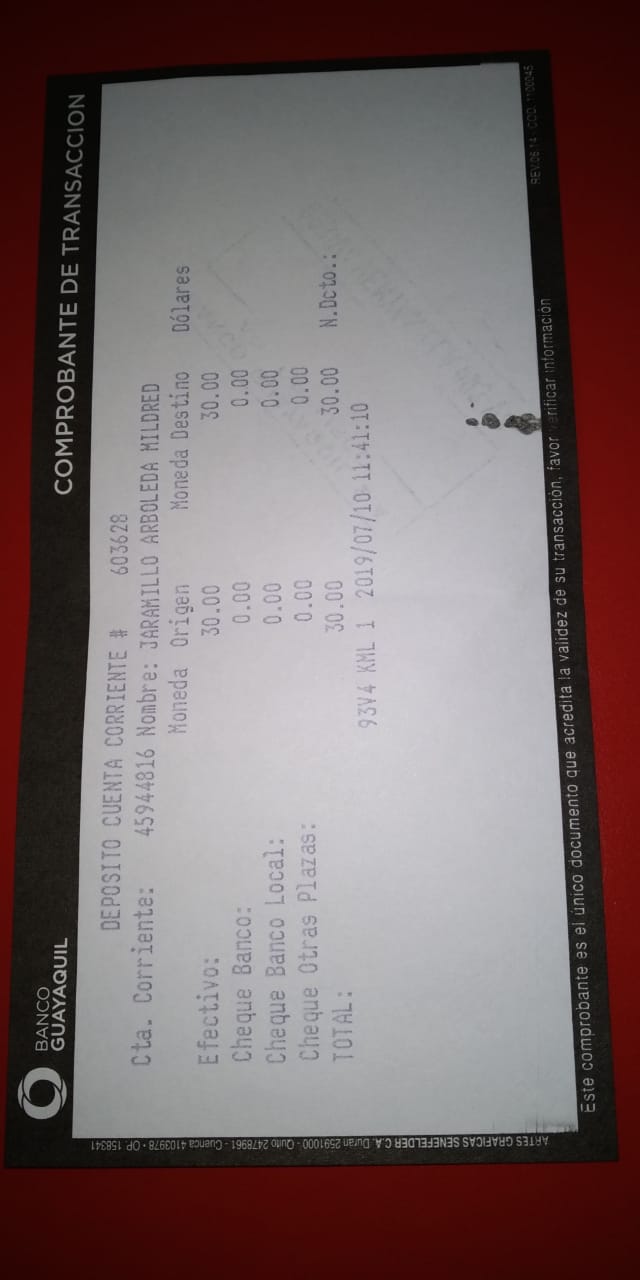 BANCO
GUAYAQUIL
COMPROBANTE DE TRANSACCION
DEPOSITO CUENTA CORRIENTE # 603628
Cta. Corriente: 45944816 Nombre: JARAMILLO ARBOLEDA MILDRED
Moneda Origen Moneda Destino Dólares
Efectivo: 30.00 30.00
Cheque Banco: 0.00 0.00
Cheque Banco Local: 0.00 0.00
Cheque Otras Plazas: 0.00 0.00
TOTAL: 30.00 30.00 N.Dcto.:
93V4 KML 1 2019/07/10 11:41:10
Este comprobante es el único documento que acredita la validez de su transacción, favor verificar información
REV.06.14 - COD. 1100045
ARTES GRAFICAS SENEFELDER C.A. Duran 2591000 - Quito 2478961 - Cuenca 4103978 - OP. 158341